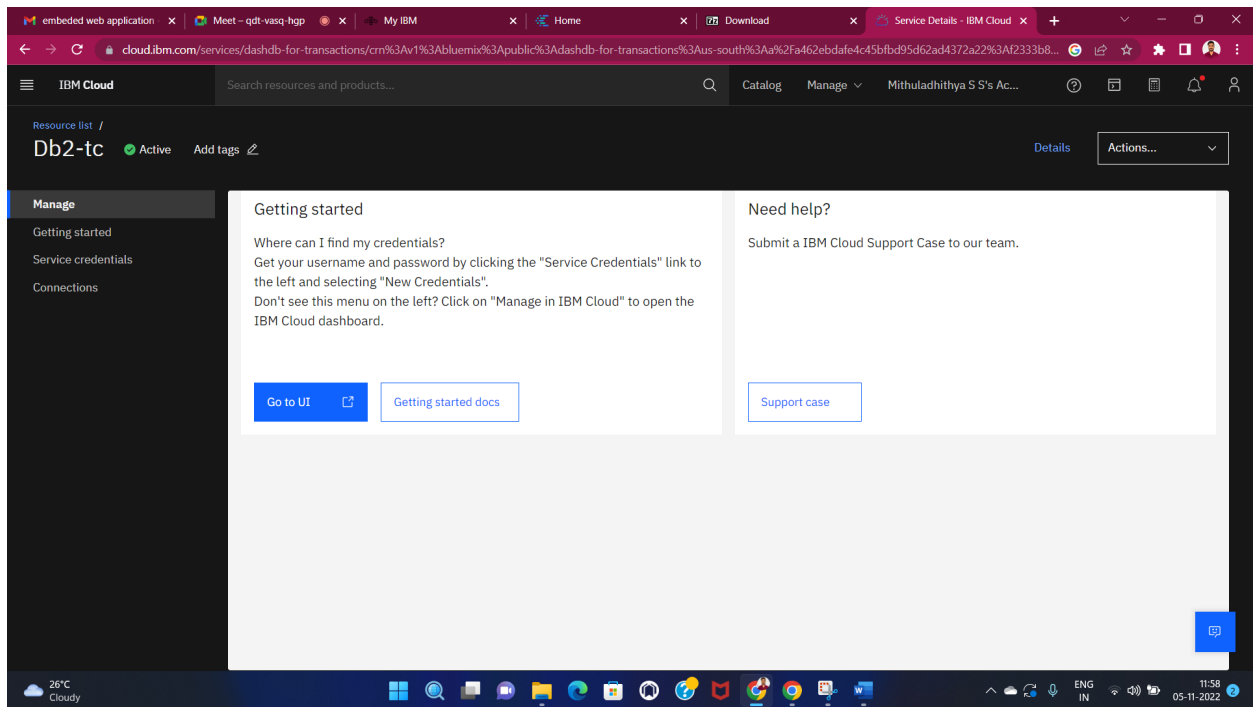 embeded web application
Meet – qdt-vasq-hgp
My IBM
Home
Download
Service Details - IBM Cloud
cloud.ibm.com/services/dashdb-for-transactions/crn%3Av1%3Abluemix%3Apublic%3Adashdb-for-transactions%3Aus-south%3Aa%2Fa462ebdafe4c45bfbd95d62ad4372a22%3Af2333b8...
IBM Cloud
Search resources and products...
Catalog
Manage
Mithuladhithya S S's Ac...
Resource list /
Db2-tc
Active
Add tags
Details
Actions...
Manage
Getting started
Service credentials
Connections
Getting started
Where can I find my credentials?
Get your username and password by clicking the "Service Credentials" link to
the left and selecting "New Credentials".
Don't see this menu on the left? Click on "Manage in IBM Cloud" to open the
IBM Cloud dashboard.
Go to UI
Getting started docs
Need help?
Submit a IBM Cloud Support Case to our team.
Support case
26°C
Cloudy
ENG
IN
11:58
05-11-2022
2